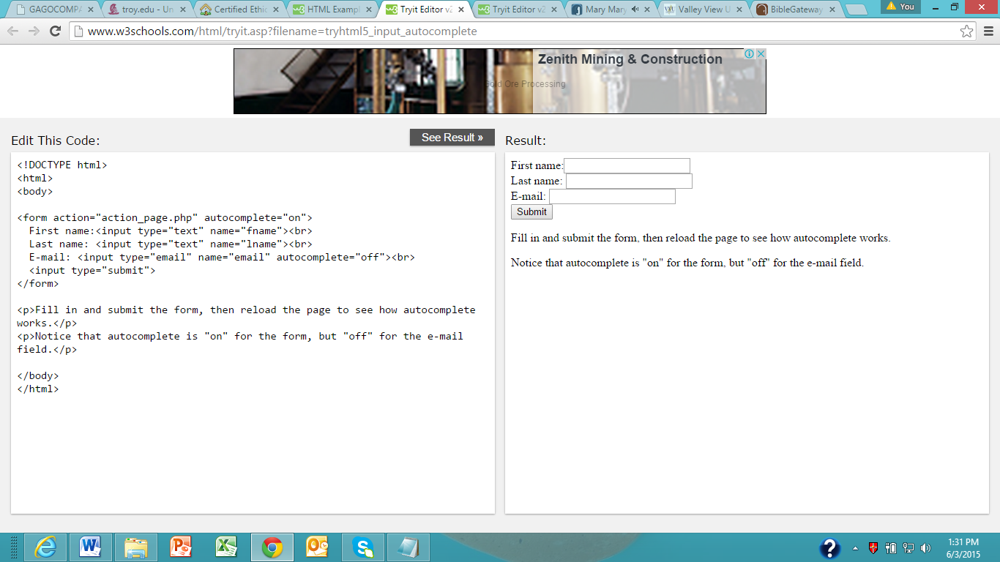 GAGOCOMPA
troy.edu - Un
Certified Ethic
HTML Exampl
Tryit Editor v2
Tryit Editor v2
Mary Mary
Valley View U
BibleGateway
You
www.w3schools.com/html/tryit.asp?filename=tryhtml5_input_autocomplete
Zenith Mining & Construction
Gold Ore Processing
Edit This Code:
See Result »
<!DOCTYPE html>
<html>
<body>
<form action="action_page.php" autocomplete="on">
First name:<input type="text" name="fname"><br>
Last name: <input type="text" name="lname"><br>
E-mail: <input type="email" name="email" autocomplete="off"><br>
<input type="submit">
</form>
<p>Fill in and submit the form, then reload the page to see how autocomplete
works.</p>
<p>Notice that autocomplete is "on" for the form, but "off" for the e-mail
field.</p>
</body>
</html>
Result:
First name:
Last name:
E-mail:
Submit
Fill in and submit the form, then reload the page to see how autocomplete works.
Notice that autocomplete is "on" for the form, but "off" for the e-mail field.
1:31 PM
6/3/2015